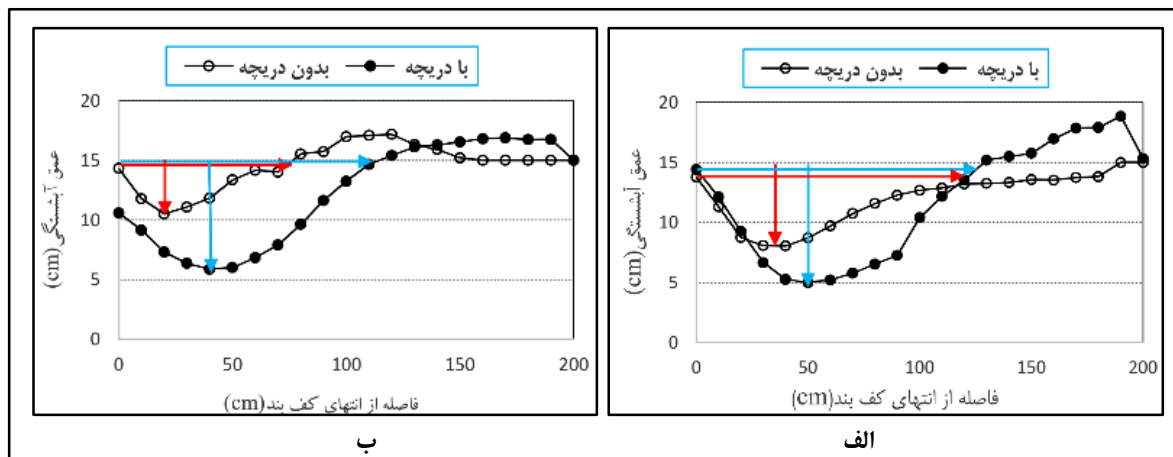 با دریچه بدون دریچه
20
15
10
5
0
عمق آبشستگی (cm)
0 50 100 150 200
فاصله از انتهای کف بند(cm)
الف
بدون دریچه با دریچه
20
15
10
5
0
عمق آبشستگی(cm)
0 50 100 150 200
فاصله از انتهای کف بند(cm)
ب